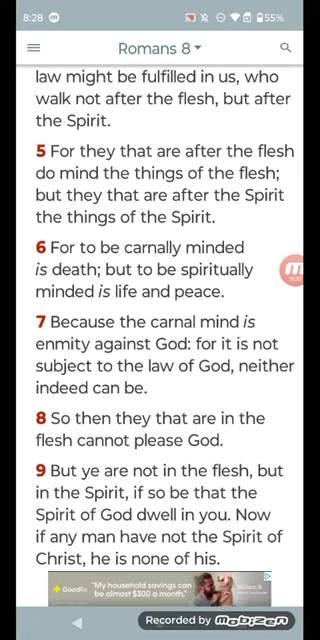 8:28
55%
Romans 8
law might be fulfilled in us, who
walk not after the flesh, but after
the Spirit.
5 For they that are after the flesh
do mind the things of the flesh;
but they that are after the Spirit
the things of the Spirit.
6 For to be carnally minded
is death; but to be spiritually
minded is life and peace.
7 Because the carnal mind is
enmity against God: for it is not
subject to the law of God, neither
indeed can be.
8 So then they that are in the
flesh cannot please God.
9 But ye are not in the flesh, but
in the Spirit, if so be that the
Spirit of God dwell in you. Now
if any man have not the Spirit of
Christ, he is none of his.
GoodRx
"My household savings can
be almost $300 a month."
William N.
Recorded by Mobizen